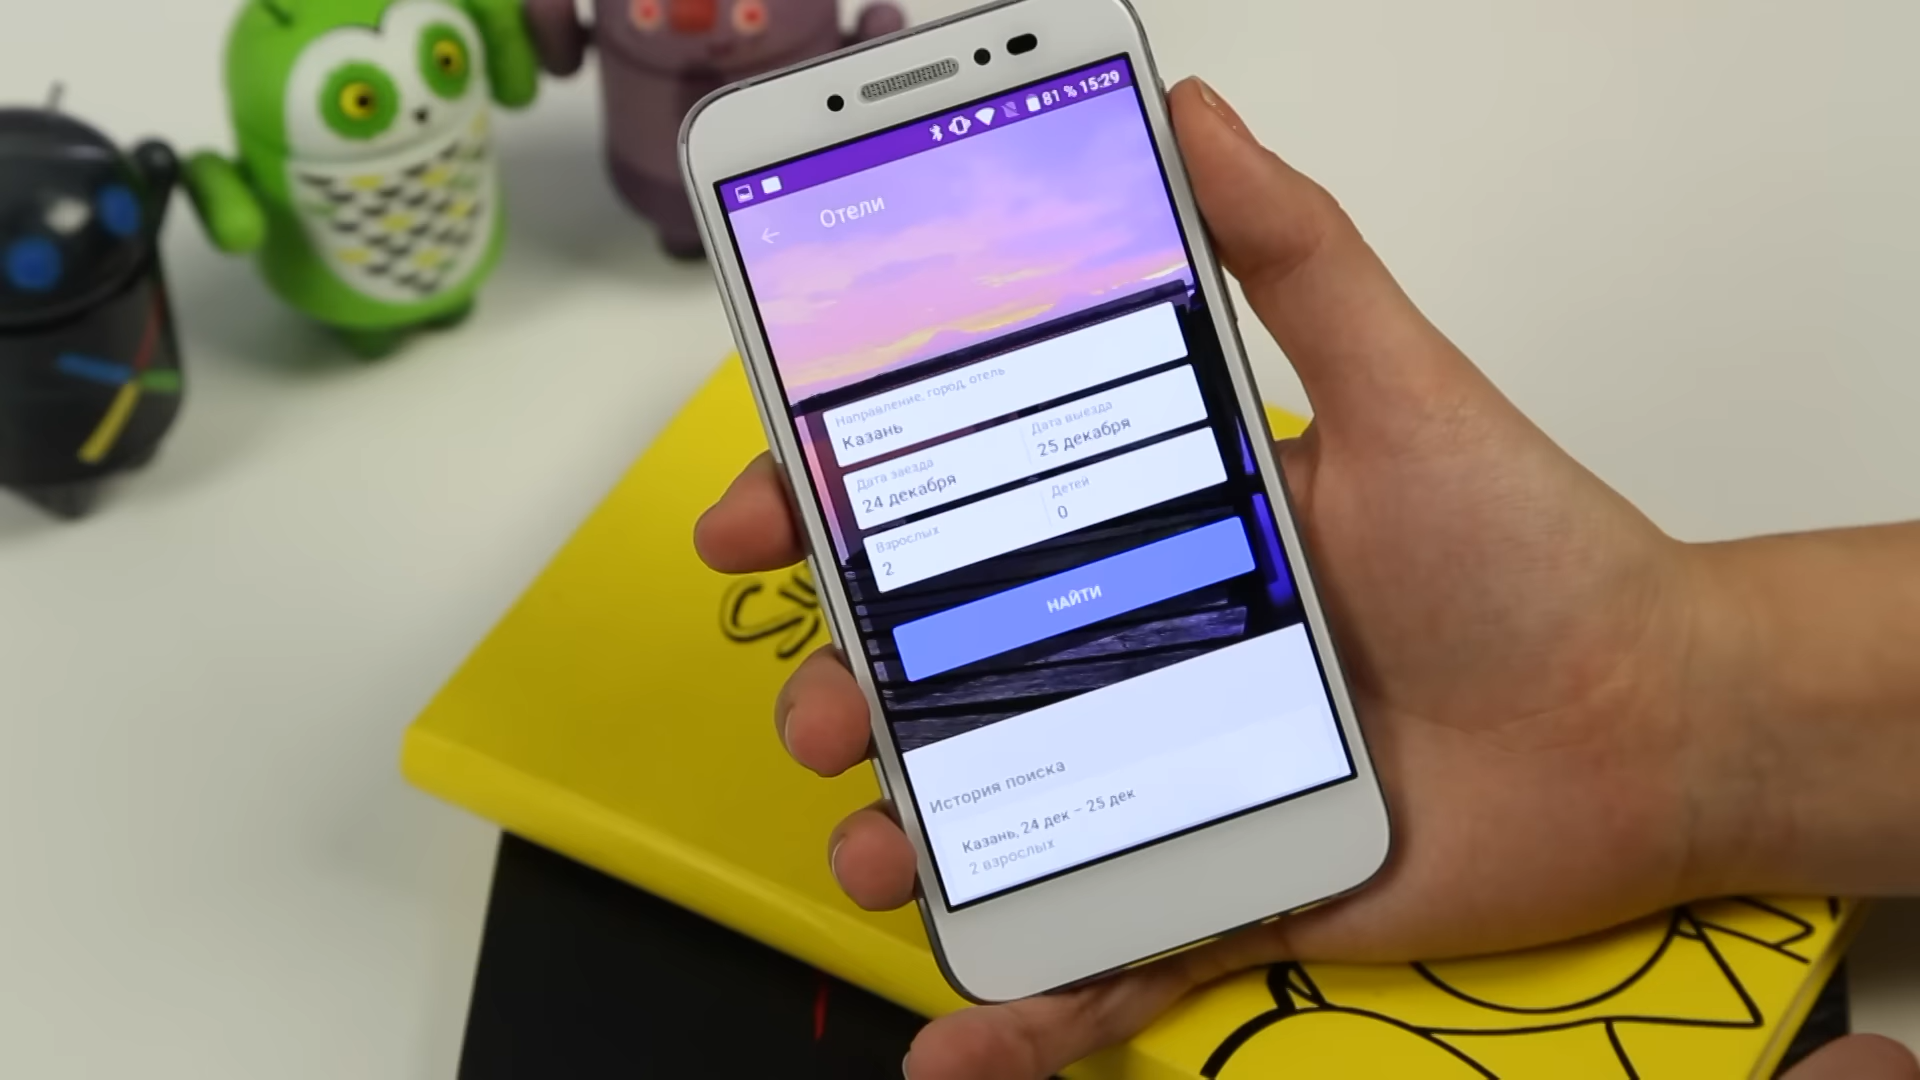 81 % 15:29
Отели
Направление, город, отель
Казань
Дата заезда
24 декабря
Дата выезда
25 декабря
Взрослых
2
Детей
0
НАЙТИ
История поиска
Казань, 24 дек – 25 дек
2 взрослых